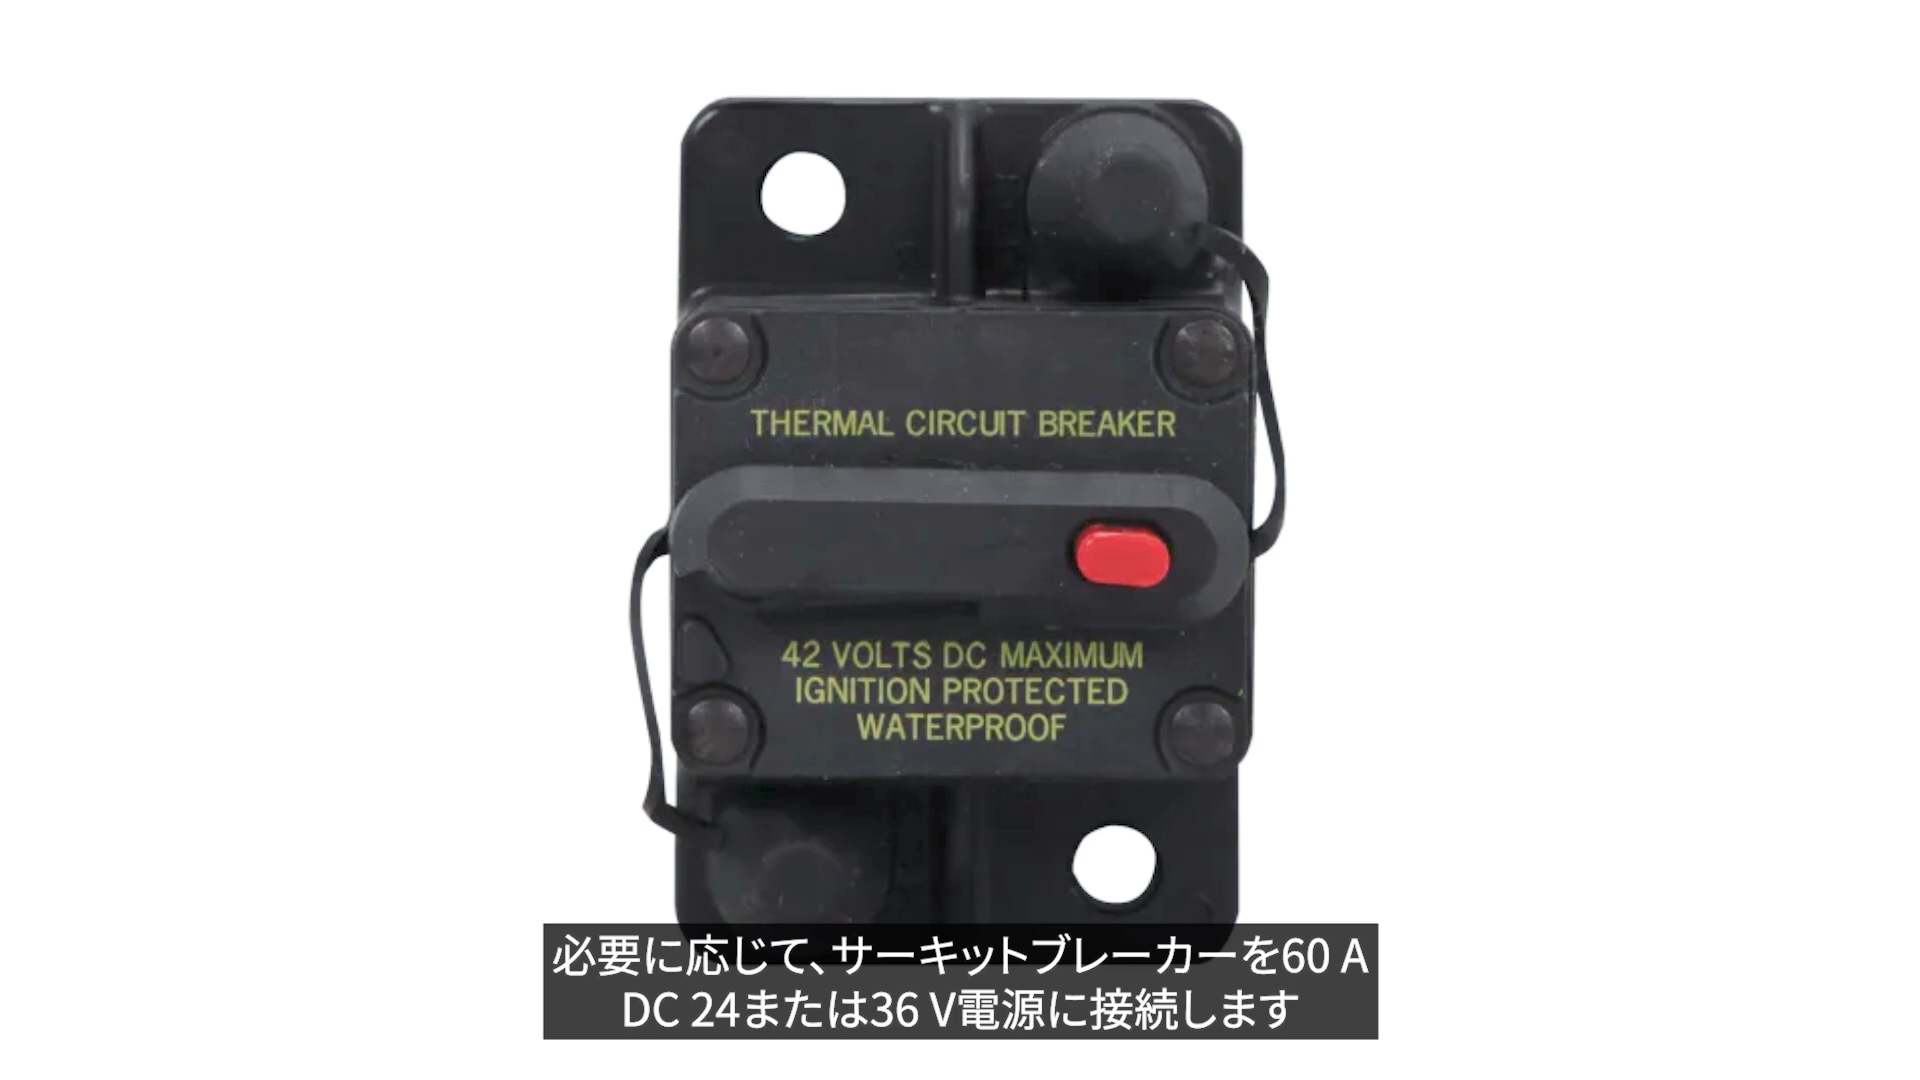 THERMAL CIRCUIT BREAKER
42 VOLTS DC MAXIMUM
IGNITION PROTECTED
WATERPROOF
必要に応じて、サーキットブレーカーを60 A
DC 24または36 V電源に接続します